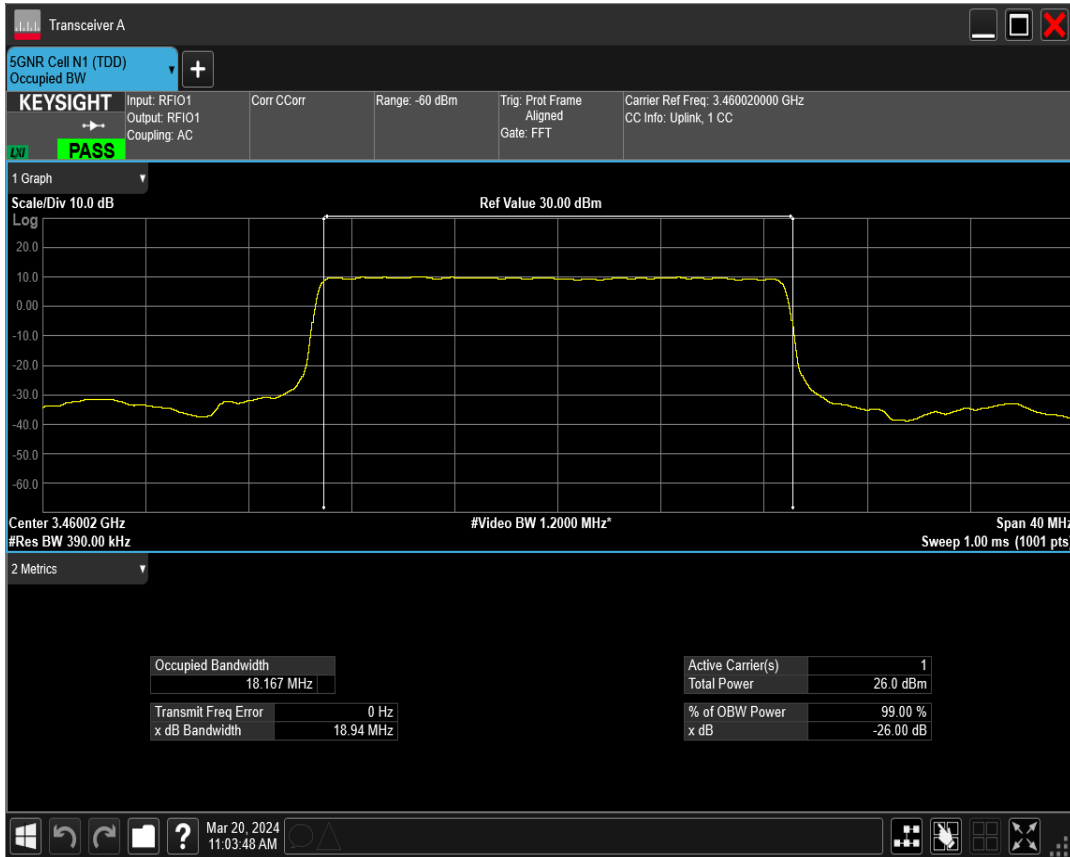 Transceiver A
5GNR Cell N1 (TDD)
Occupied BW
+
KEYSIGHT
LXI
PASS
Input: RFIO1
Output: RFIO1
Coupling: AC
Corr CCorr
Range: -60 dBm
Trig: Prot Frame
Aligned
Gate: FFT
Carrier Ref Freq: 3.460020000 GHz
CC Info: Uplink, 1 CC
1 Graph
Scale/Div 10.0 dB
Ref Value 30.00 dBm
Log
20.0
10.0
0.00
-10.0
-20.0
-30.0
-40.0
-50.0
-60.0
Center 3.46002 GHz
#Video BW 1.2000 MHz*
Span 40 MHz
#Res BW 390.00 kHz
Sweep 1.00 ms (1001 pts)
2 Metrics
Occupied Bandwidth
18.167 MHz
Transmit Freq Error 0 Hz
x dB Bandwidth 18.94 MHz
Active Carrier(s) 1
Total Power 26.0 dBm
% of OBW Power 99.00 %
x dB -26.00 dB
?
Mar 20, 2024
11:03:48 AM